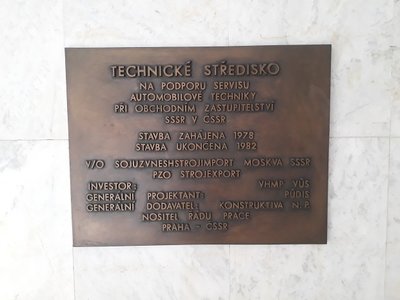 TECHNICKÉ STŘEDISKO
NA PODPORU SERVISU
AUTOMOBILOVÉ TECHNIKY
PŘI OBCHODNÍM ZASTUPITELSTVÍ
SSSR V ČSSR
STAVBA ZAHÁJENA 1978
STAVBA UKONČENA 1982
V/O SOJUZVNESHSTROJIMPORT MOSKVA SSSR
PZO STROJEXPORT
INVESTOR: VHMP VÚS
GENERÁLNÍ PROJEKTANT: PÚDIS
GENERÁLNÍ DODAVATEL: KONSTRUKTIVA N.P.
NOSITEL ŘÁDU PRÁCE
PRAHA - ČSSR